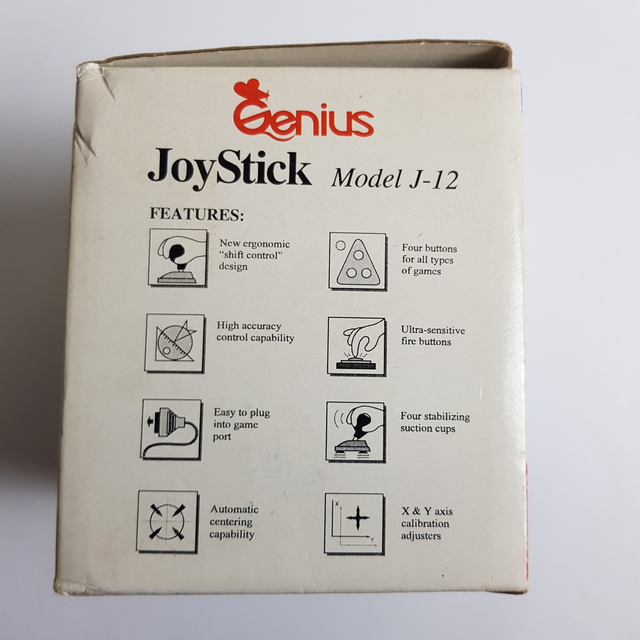 Genius
JoyStick Model J-12
FEATURES:
New ergonomic
“shift control”
design
Four buttons
for all types
of games
High accuracy
control capability
Ultra-sensitive
fire buttons
Easy to plug
into game
port
Four stabilizing
suction cups
Automatic
centering
capability
X
Y
X & Y axis
calibration
adjusters